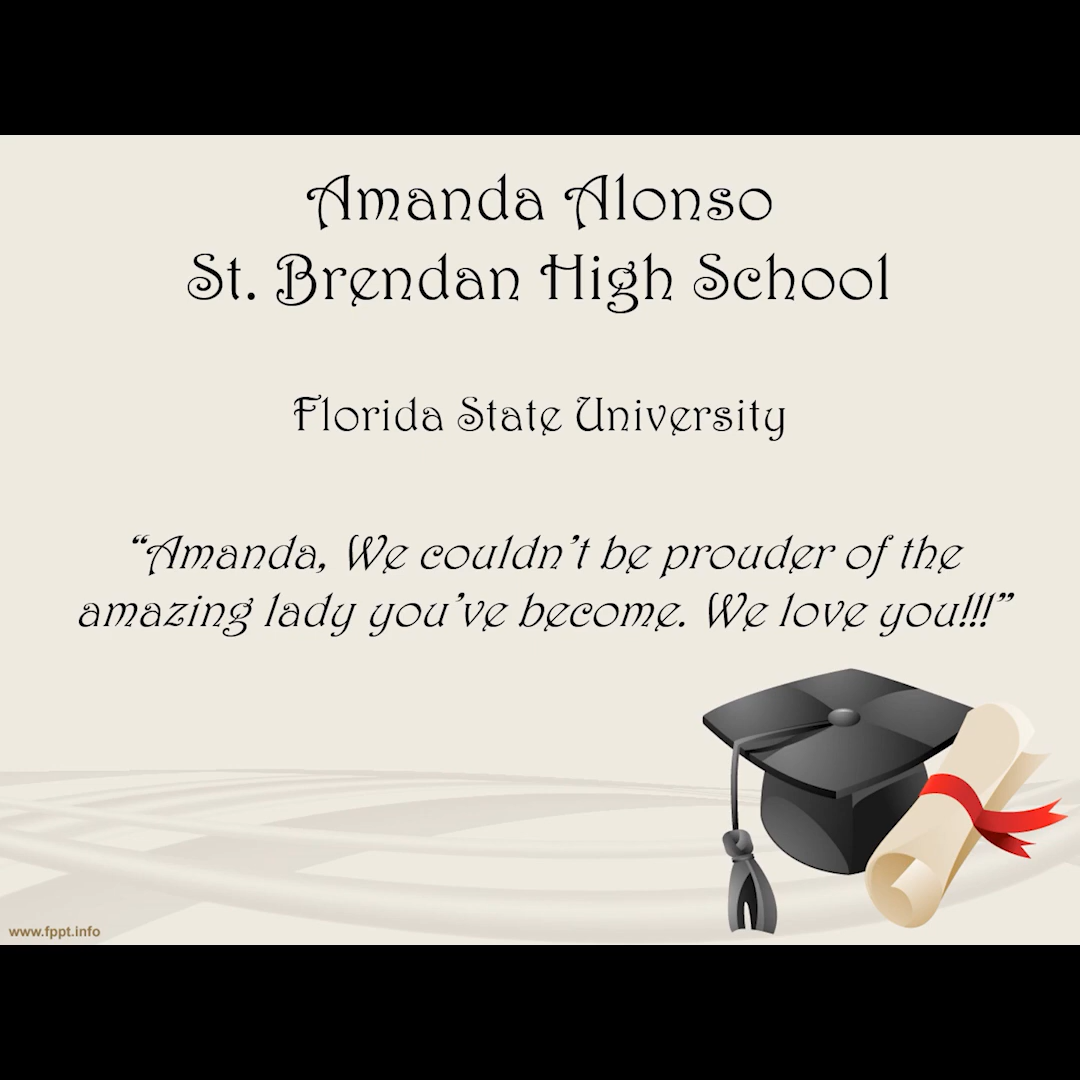 Amanda Alonso
St. Brendan High School
Florida State University
“Amanda, We couldn’t be prouder of the
amazing lady you’ve become. We love you!!!”
www.fppt.info